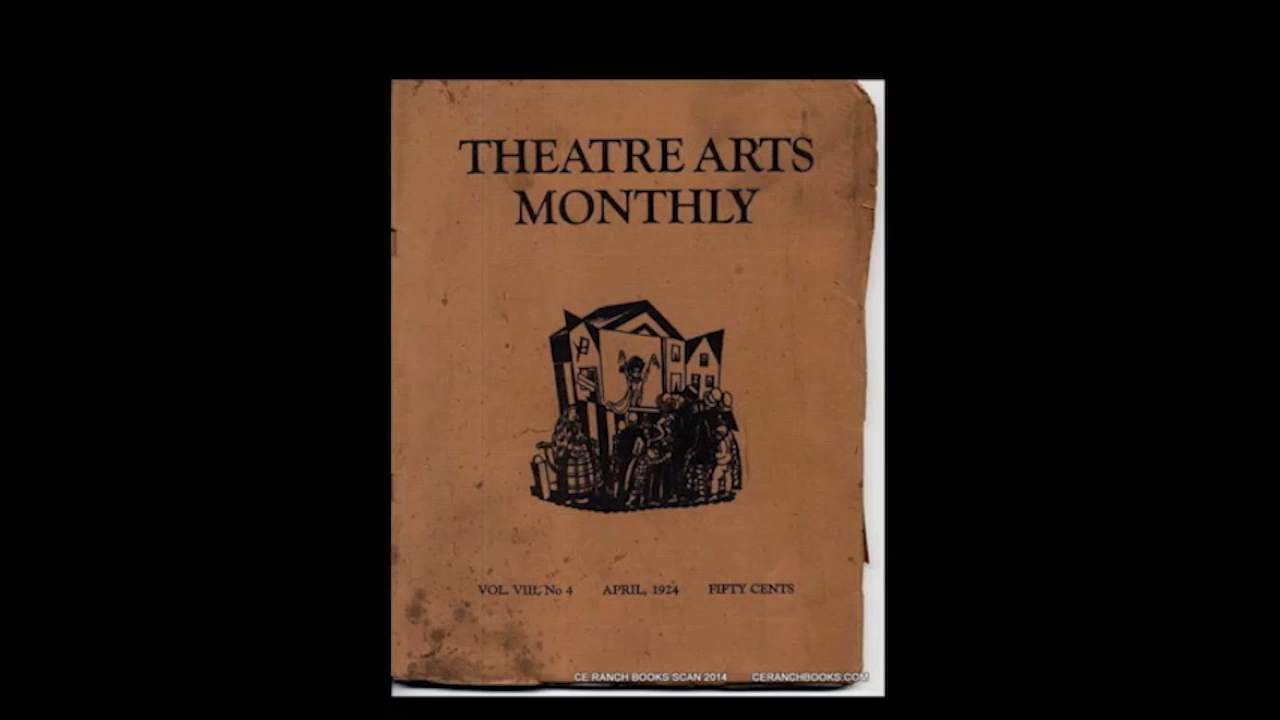 THEATRE ARTS
MONTHLY
VOL. VIII, No 4 APRIL, 1924 FIFTY CENTS
CE RANCH BOOKS SCAN 2014 CERANCHBOOKS.COM